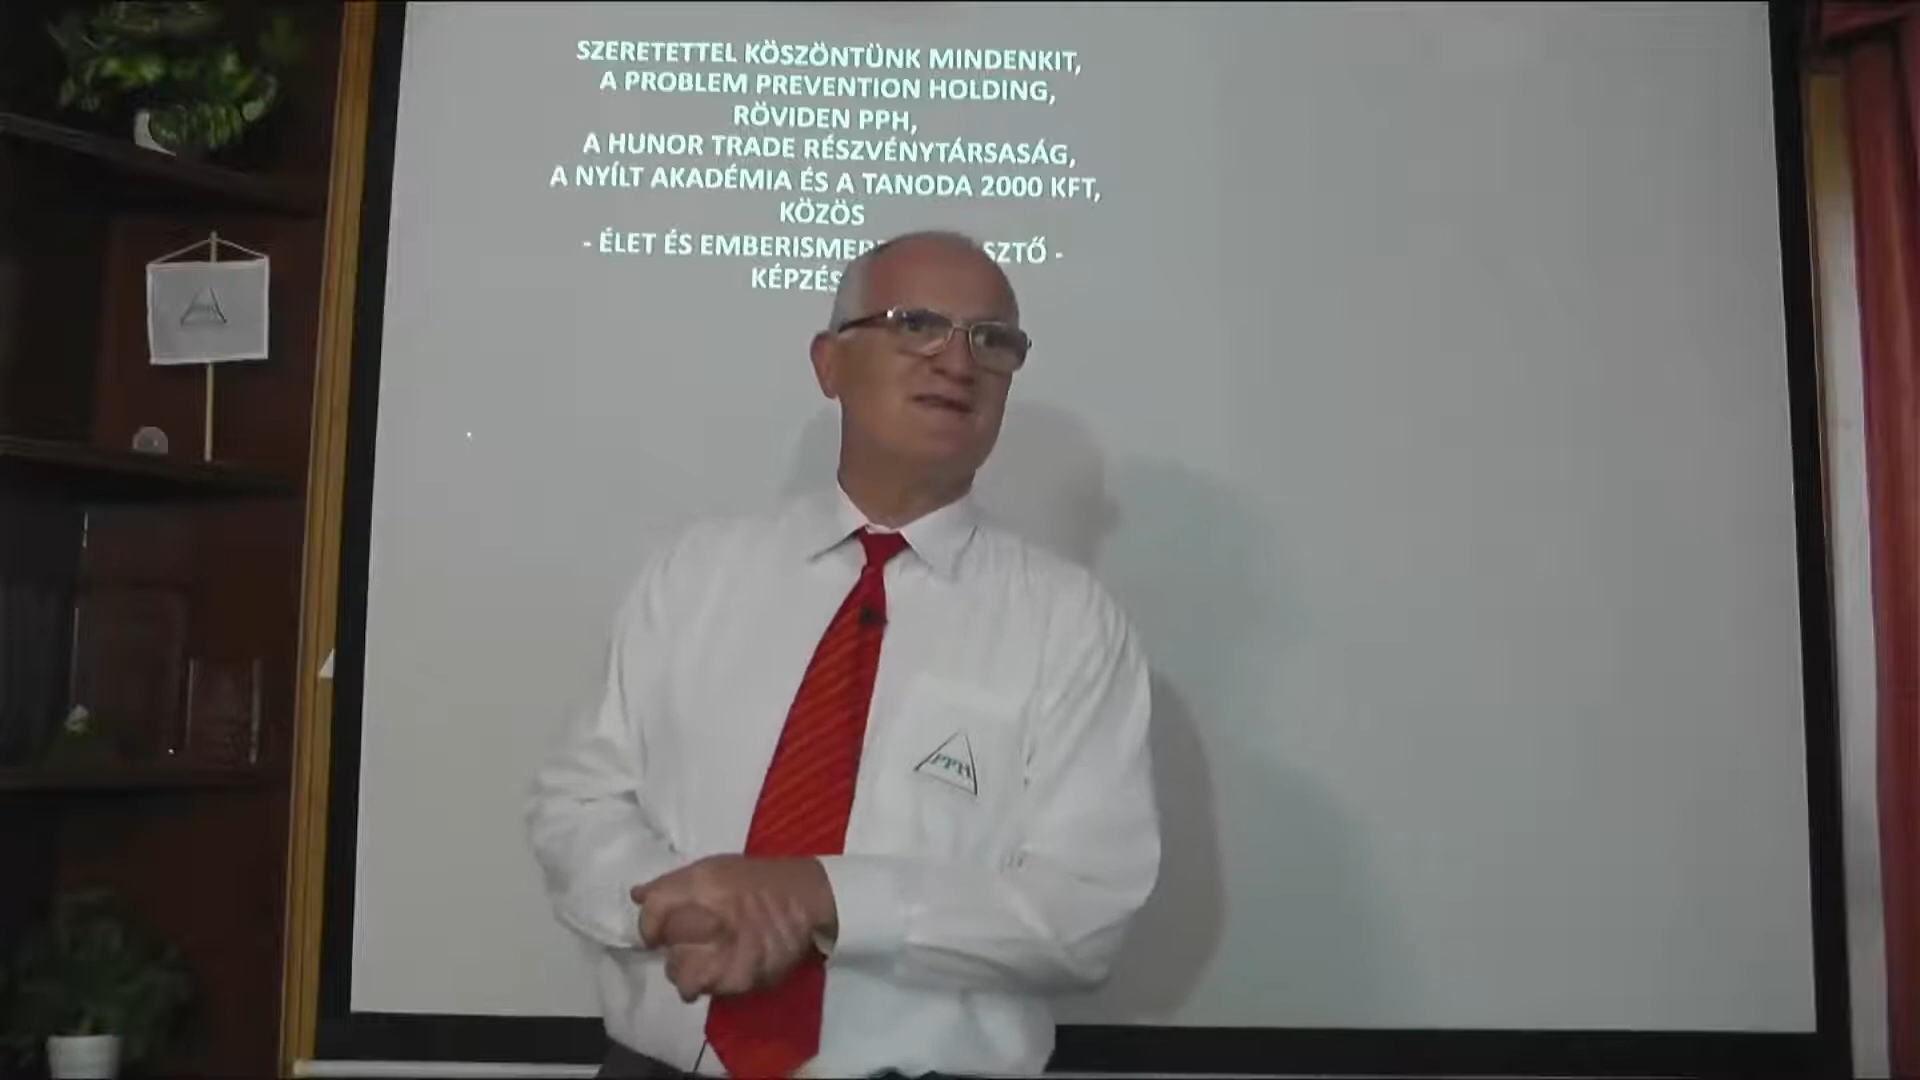 SZERETETTEL KÖSZÖNTÜNK MINDENKIT,
A PROBLEM PREVENTION HOLDING,
RÖVIDEN PPH,
A HUNOR TRADE RÉSZVÉNYTÁRSASÁG,
A NYÍLT AKADÉMIA ÉS A TANODA 2000 KFT,
KÖZÖS
- ÉLET ÉS -
PPH